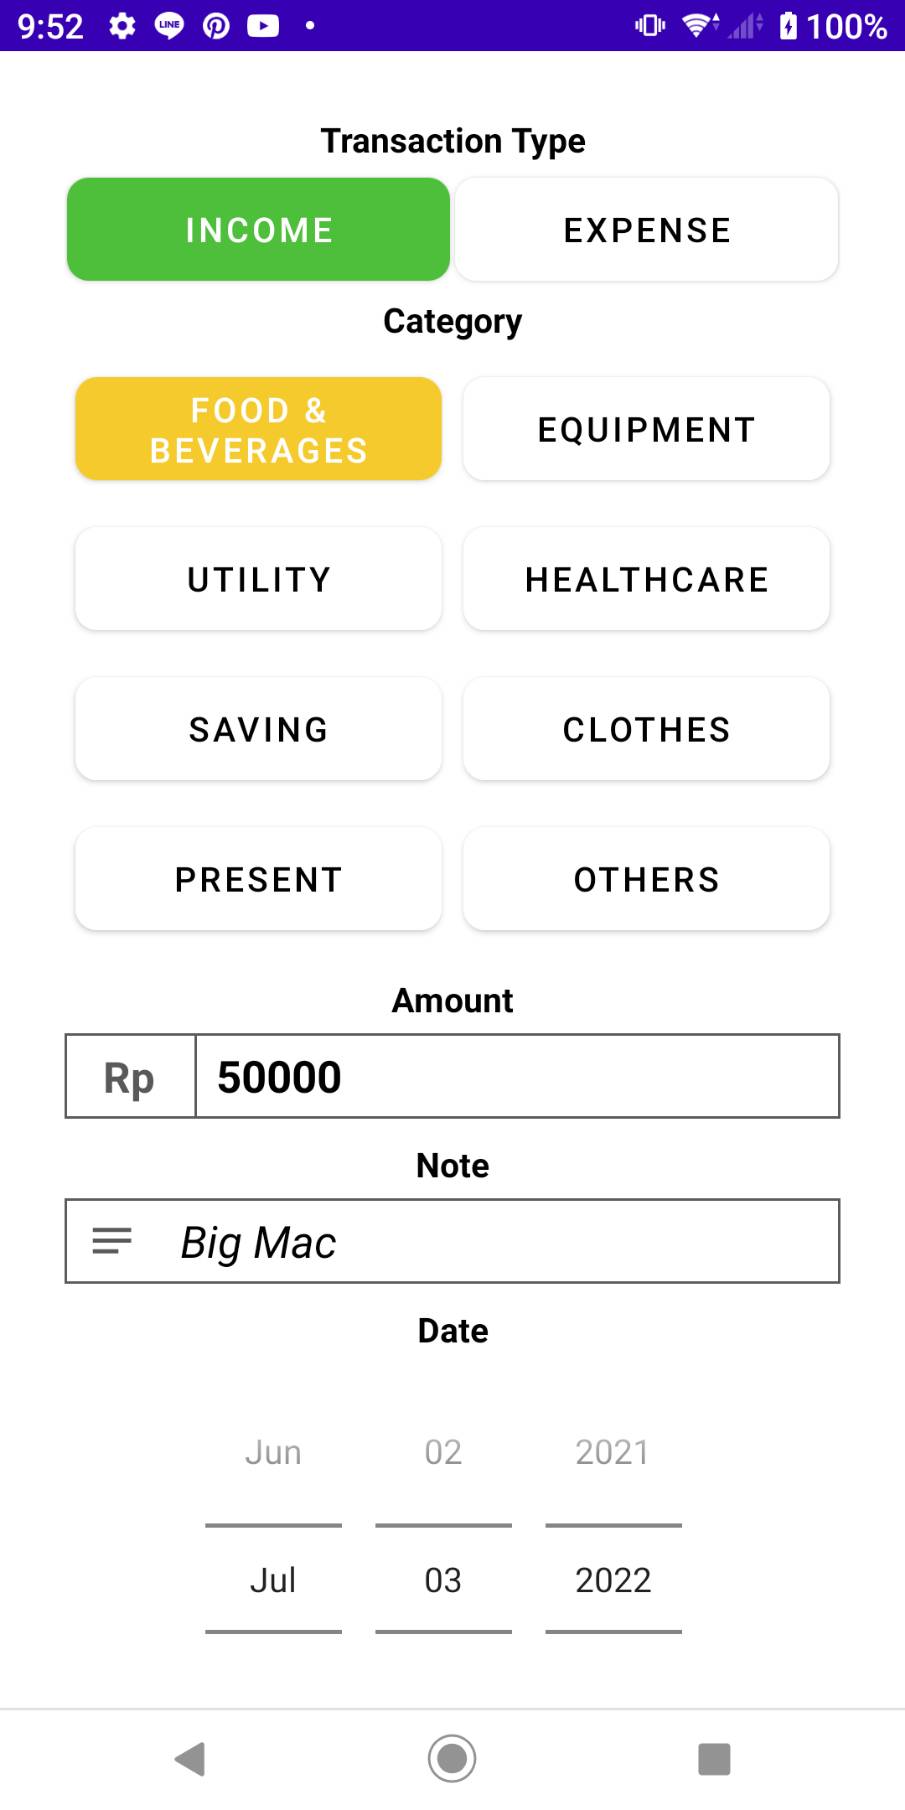 9:52 LINE 100%
Transaction Type
INCOME EXPENSE
Category
FOOD &
BEVERAGES
EQUIPMENT
UTILITY HEALTHCARE
SAVING CLOTHES
PRESENT OTHERS
Amount
Rp 50000
Note
Big Mac
Date
Jun 02 2021
Jul 03 2022